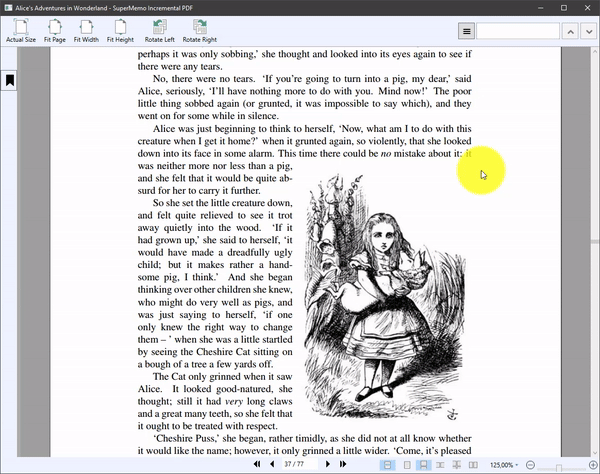 Alice's Adventures in Wonderland - SuperMemo Incremental PDF
Actual Size Fit Page Fit Width Fit Height Rotate Left Rotate Right
perhaps it was only sobbing,’ she thought and looked into its eyes again to see if
there were any tears.
No, there were no tears. ‘If you’re going to turn into a pig, my dear,’ said
Alice, seriously, ‘I’ll have nothing more to do with you. Mind now!’ The poor
little thing sobbed again (or grunted, it was impossible to say which), and they
went on for some while in silence.
Alice was just beginning to think to herself, ‘Now, what am I to do with this
creature when I get it home?’ when it grunted again, so violently, that she looked
down into its face in some alarm. This time there could be no mistake about it: it
was neither more nor less than a pig,
and she felt that it would be quite ab-
surd for her to carry it further.
So she set the little creature down,
and felt quite relieved to see it trot
away quietly into the wood. ‘If it
had grown up,’ she said to herself, ‘it
would have made a dreadfully ugly
child; but it makes rather a hand-
some pig, I think.’ And she began
thinking over other children she knew,
who might do very well as pigs, and
was just saying to herself, ‘if one
only knew the right way to change
them – ’ when she was a little startled
by seeing the Cheshire Cat sitting on
a bough of a tree a few yards off.
The Cat only grinned when it saw
Alice. It looked good-natured, she
thought; still it had very long claws
and a great many teeth, so she felt that
it ought to be treated with respect.
‘Cheshire Puss,’ she began, rather timidly, as she did not at all know whether
it would like the name; however, it only grinned a little wider. ‘Come, it’s pleased
37 / 77
125,00%